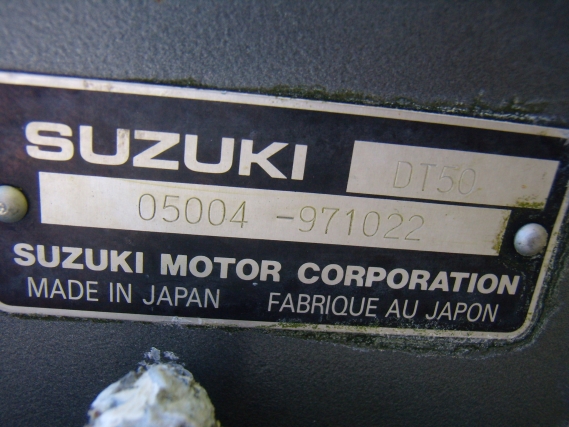 SUZUKI DT50
05004-971022
SUZUKI MOTOR CORPORATION
MADE IN JAPAN FABRIQUE AU JAPON